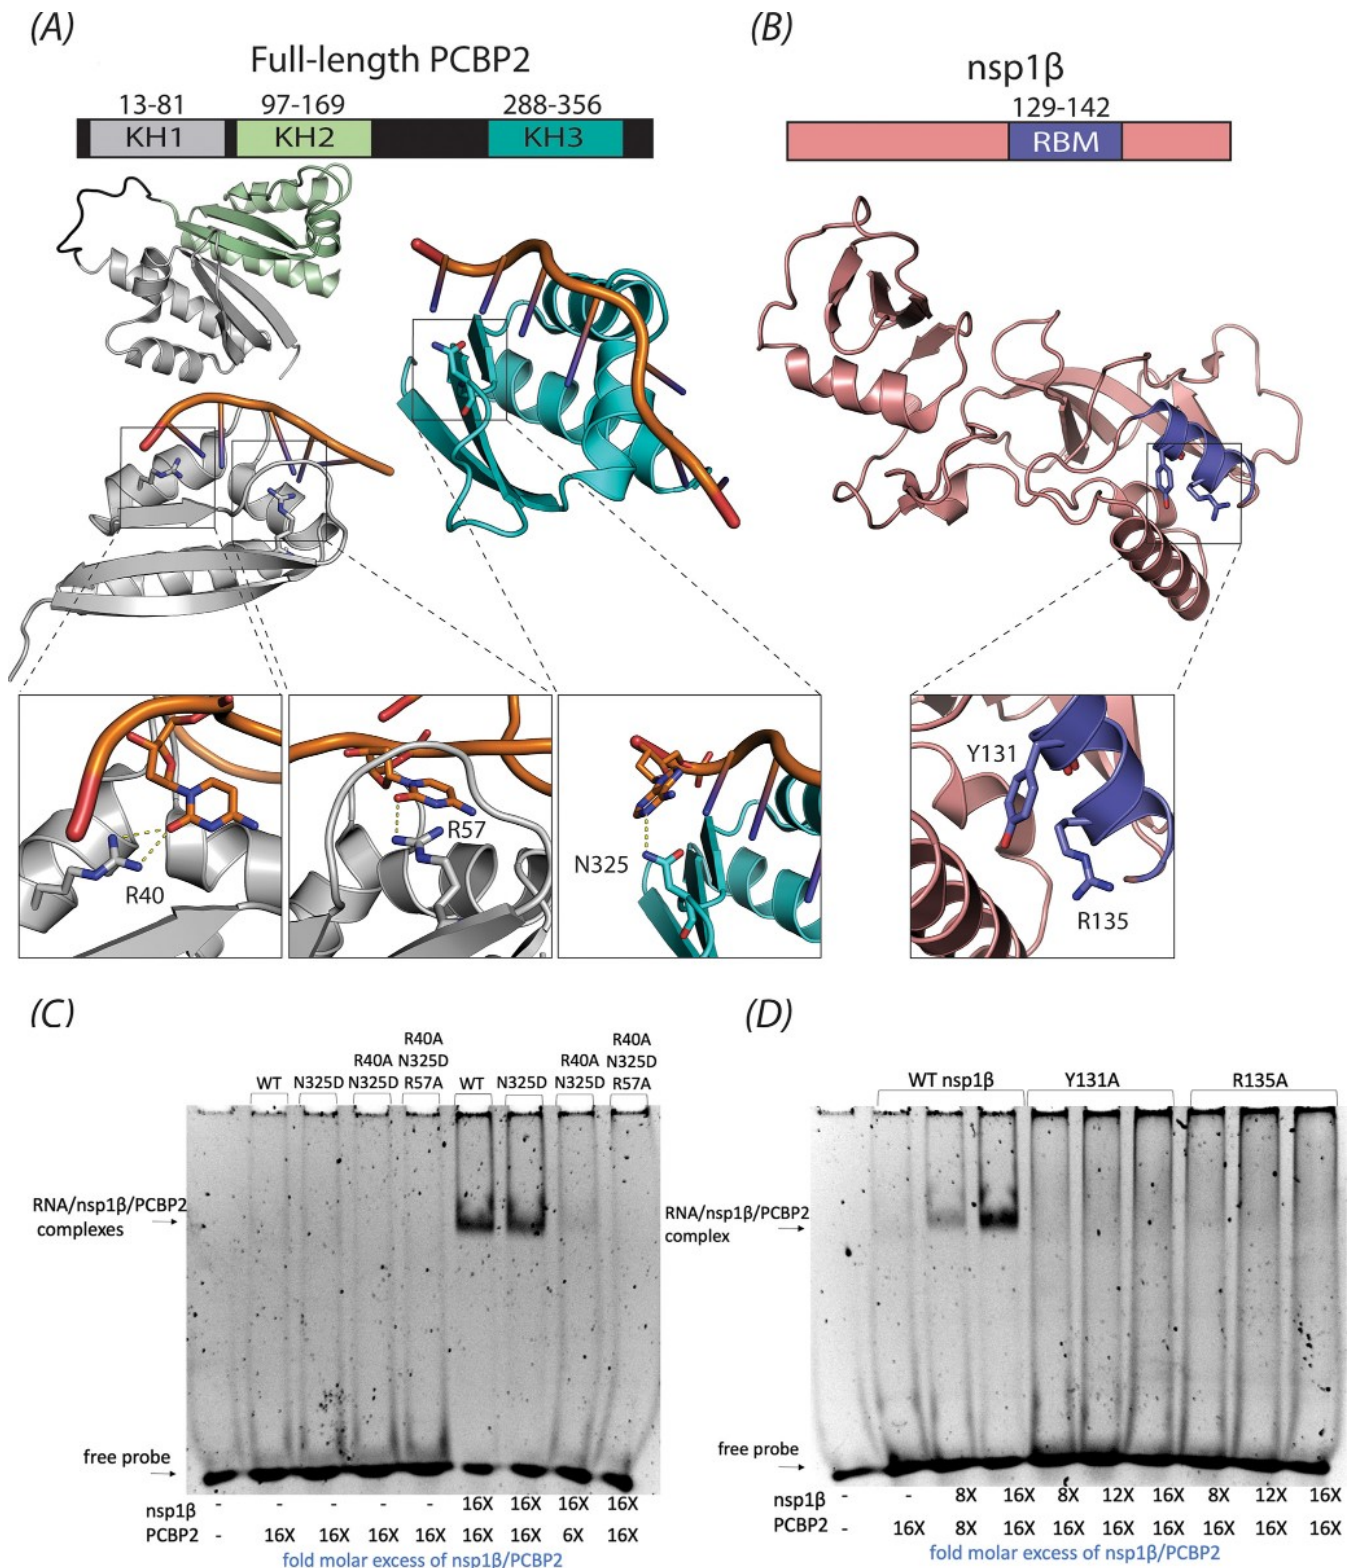 (A)
Full-length PCBP2
13-81 97-169 288-356
KH1 KH2 KH3
(B)
nsp1β
129-142
RBM
R40
R57
N325
Y131
R135
(C)
WT N325D R40A N325D R40A N325D R57A WT N325D R40A N325D R40A N325D R57A
RNA/nsp1β/PCBP2
complexes
free probe
nsp1β - - - - - 16X 16X 16X 16X
PCBP2 - 16X 16X 16X 16X 16X 16X 6X 16X
fold molar excess of nsp1β/PCBP2
(D)
WT nsp1β Y131A R135A
RNA/nsp1β/PCBP2
complex
free probe
nsp1β - - 8X 16X 8X 12X 16X 8X 12X 16X
PCBP2 - 16X 8X 16X 16X 16X 16X 16X 16X 16X
fold molar excess of nsp1β/PCBP2